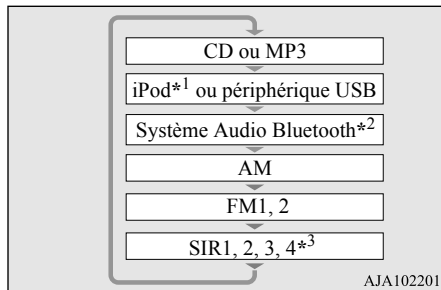 CD ou MP3
iPod*1 ou périphérique USB
Système Audio Bluetooth*2
AM
FM1, 2
SIR1, 2, 3, 4*3
AJA102201